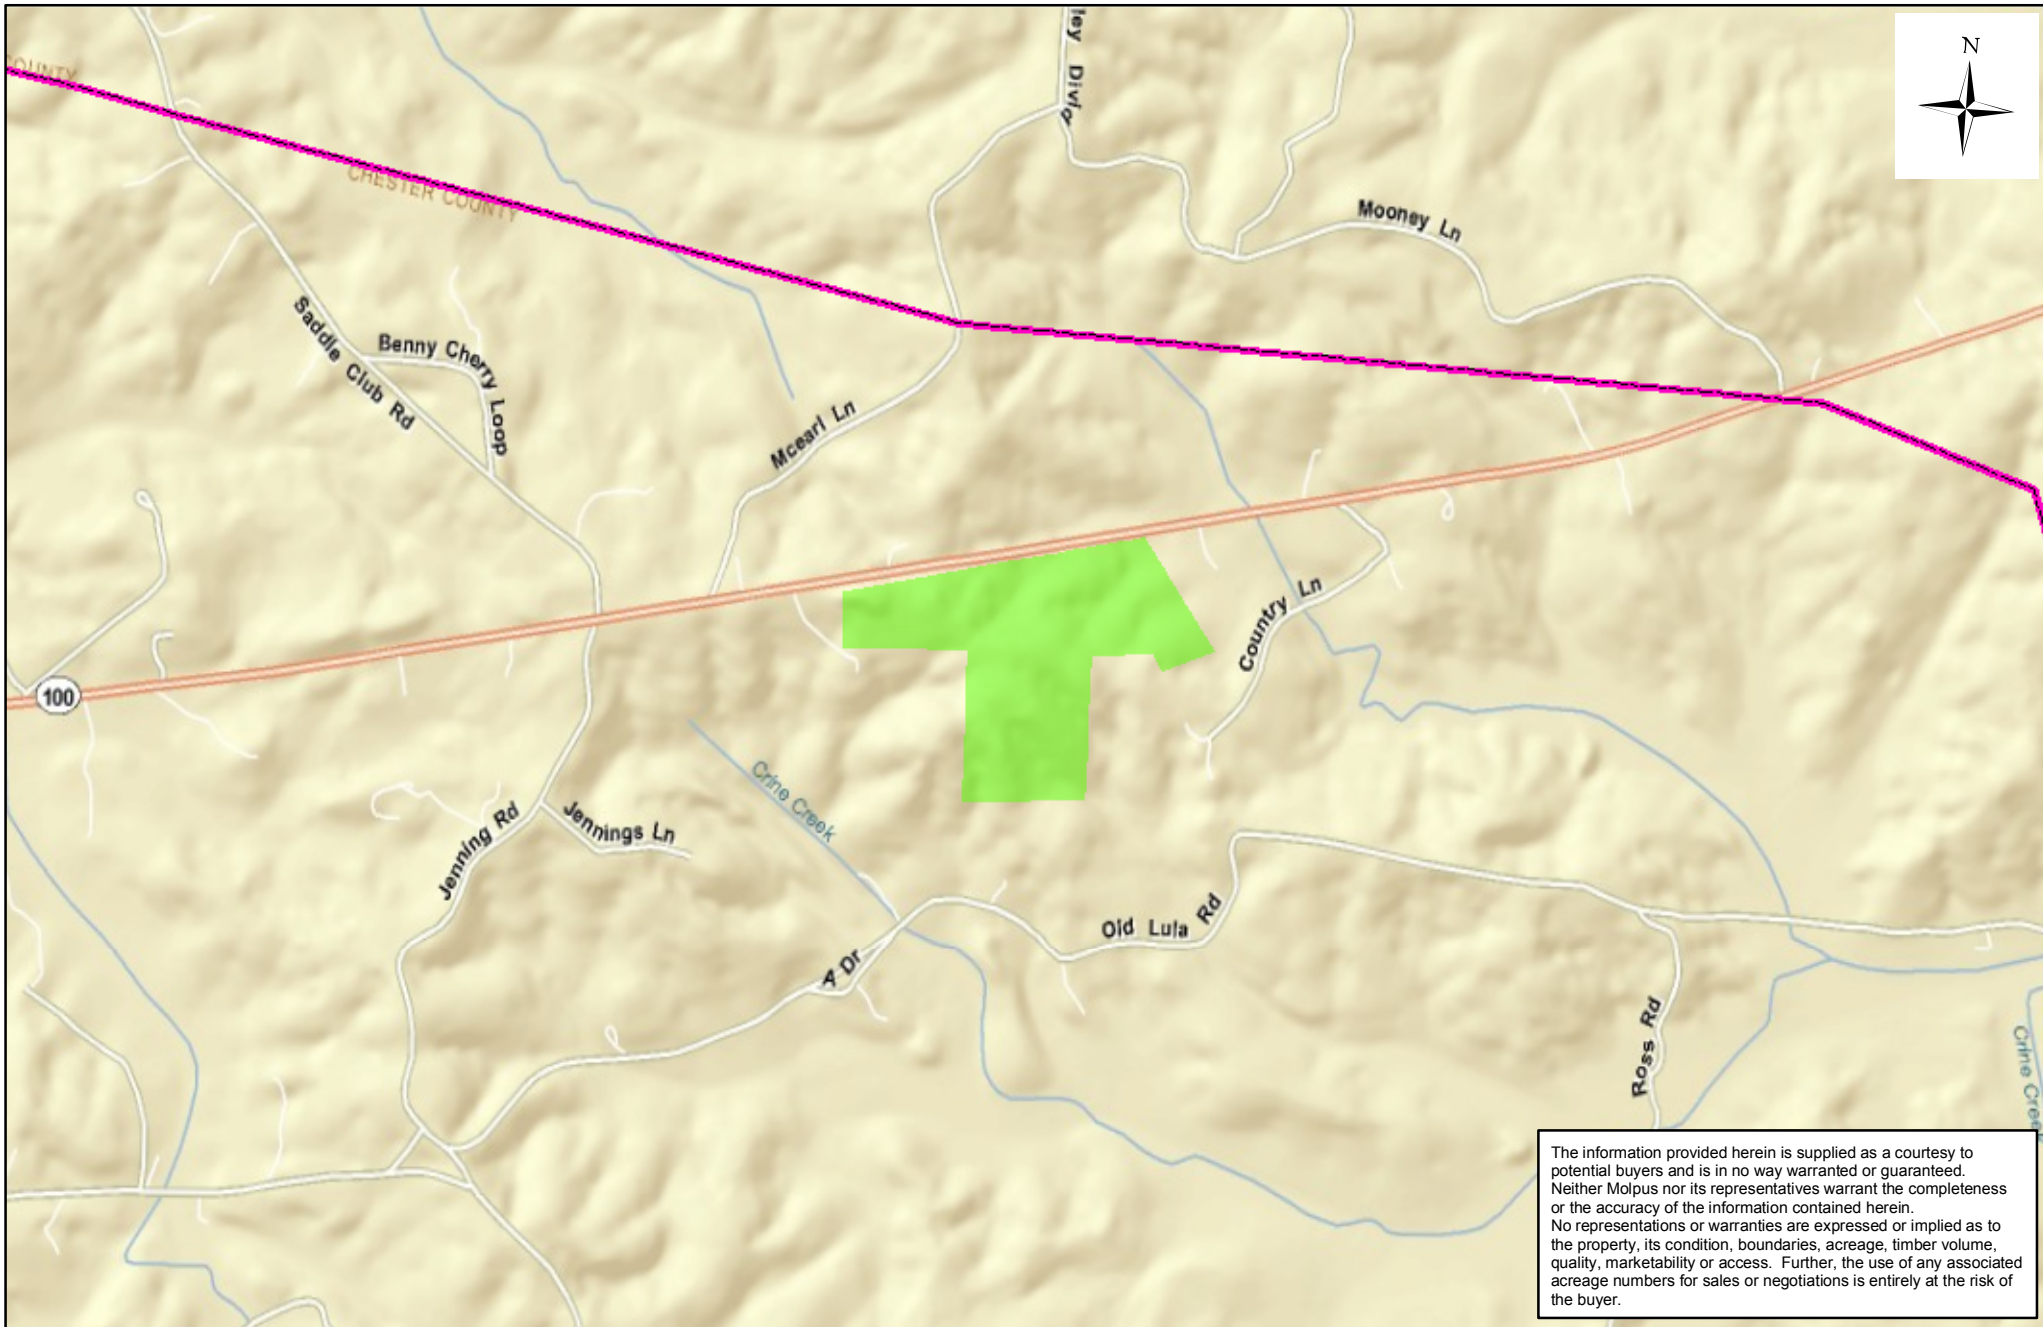 N
COUNTY
CHESTER COUNTY
Mooney Ln
Saddle Club Rd
Benny Cherry Loop
Mcearl Ln
Country Ln
100
Crine Creek
Jenning Rd
Jennings Ln
Old Lula Rd
A Dr
Ross Rd
Crine
The information provided herein is supplied as a courtesy to
potential buyers and is in no way warranted or guaranteed.
Neither Molpus nor its representatives warrant the completeness
or the accuracy of the information contained herein.
No representations or warranties are expressed or implied as to
the property, its condition, boundaries, acreage, timber volume,
quality, marketability or access.  Further, the use of any associated
acreage numbers for sales or negotiations is entirely at the risk of
the buyer.